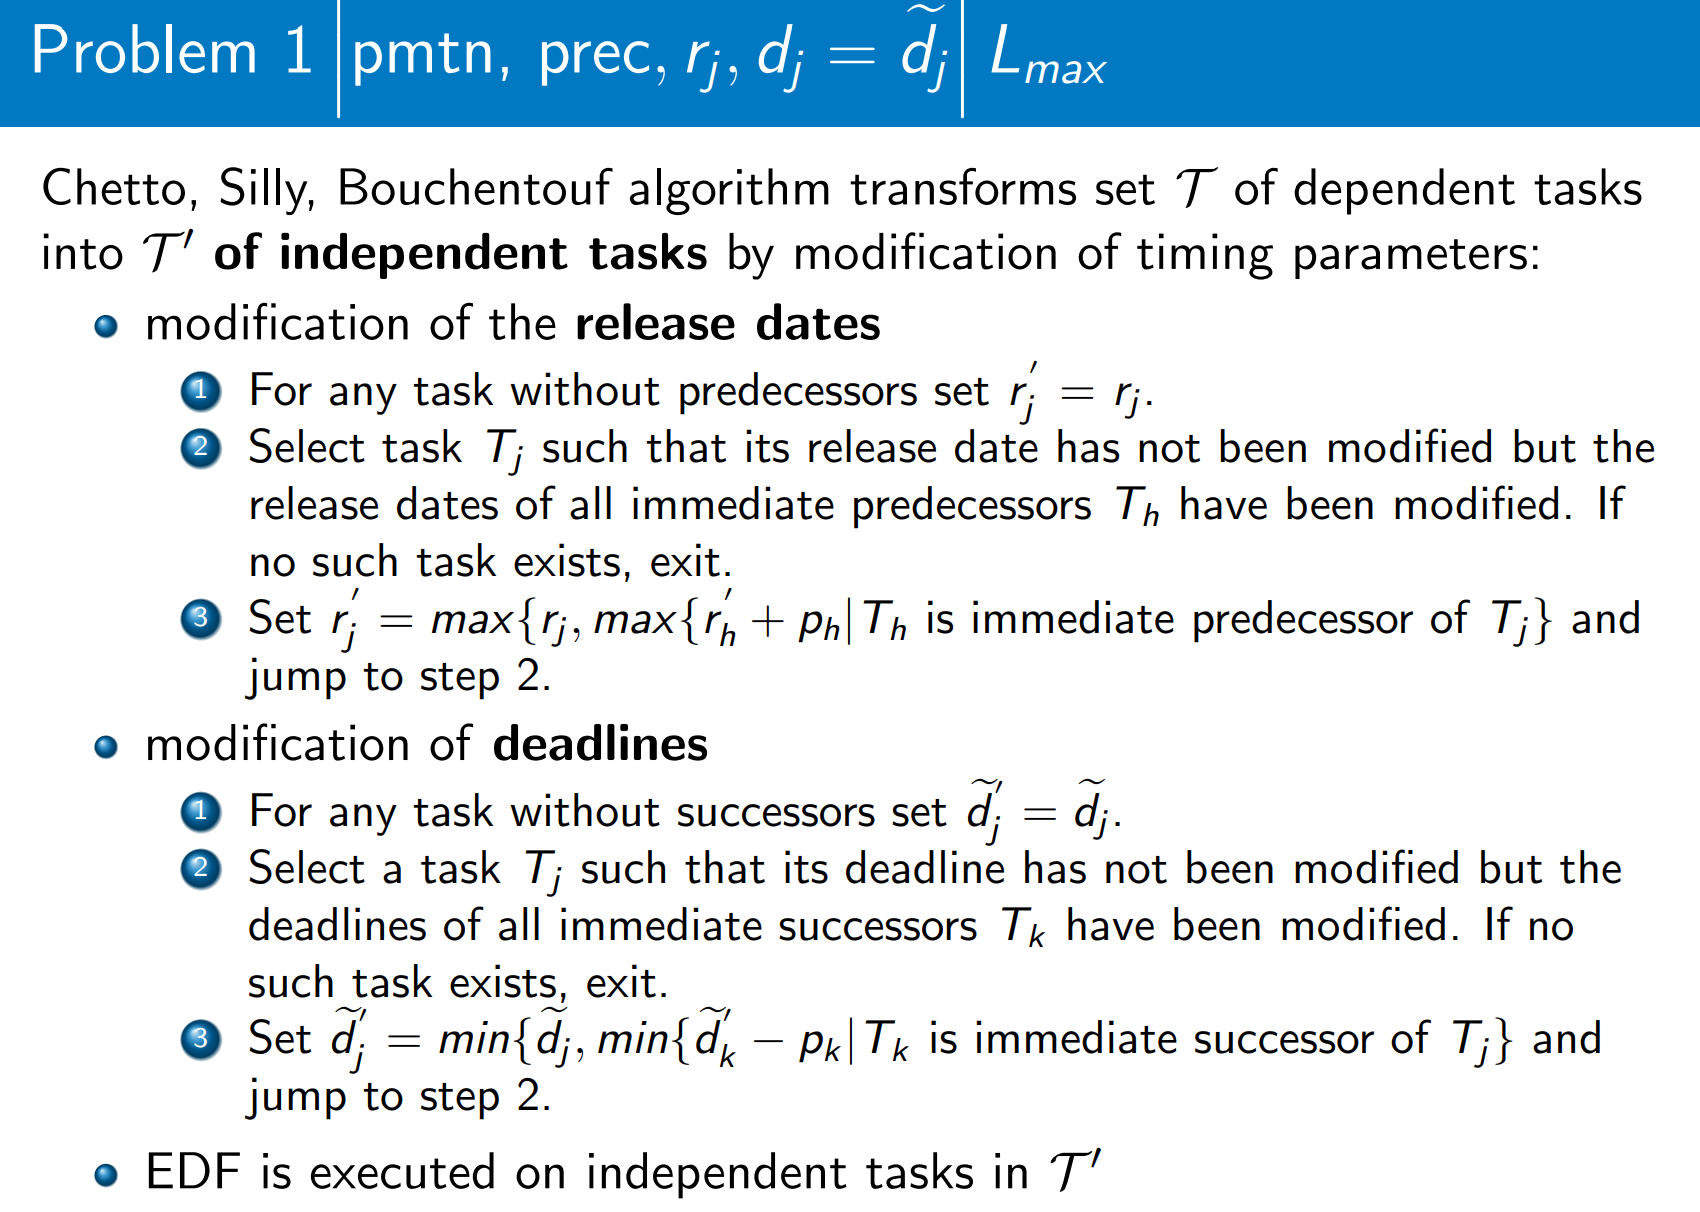 Problem 1 |pmtn, prec, r_j, d_j = d̃_j| L_max
Chetto, Silly, Bouchentouf algorithm transforms set 𝒯 of dependent tasks
into 𝒯′ of independent tasks by modification of timing parameters:
modification of the release dates
1 For any task without predecessors set r′_j = r_j.
2 Select task T_j such that its release date has not been modified but the
release dates of all immediate predecessors T_h have been modified. If
no such task exists, exit.
3 Set r′_j = max{r_j, max{r′_h + p_h| T_h is immediate predecessor of T_j} and
jump to step 2.
modification of deadlines
1 For any task without successors set d̃′_j = d̃_j.
2 Select a task T_j such that its deadline has not been modified but the
deadlines of all immediate successors T_k have been modified. If no
such task exists, exit.
3 Set d̃′_j = min{d̃_j, min{d̃′_k − p_k| T_k is immediate successor of T_j} and
jump to step 2.
EDF is executed on independent tasks in 𝒯′